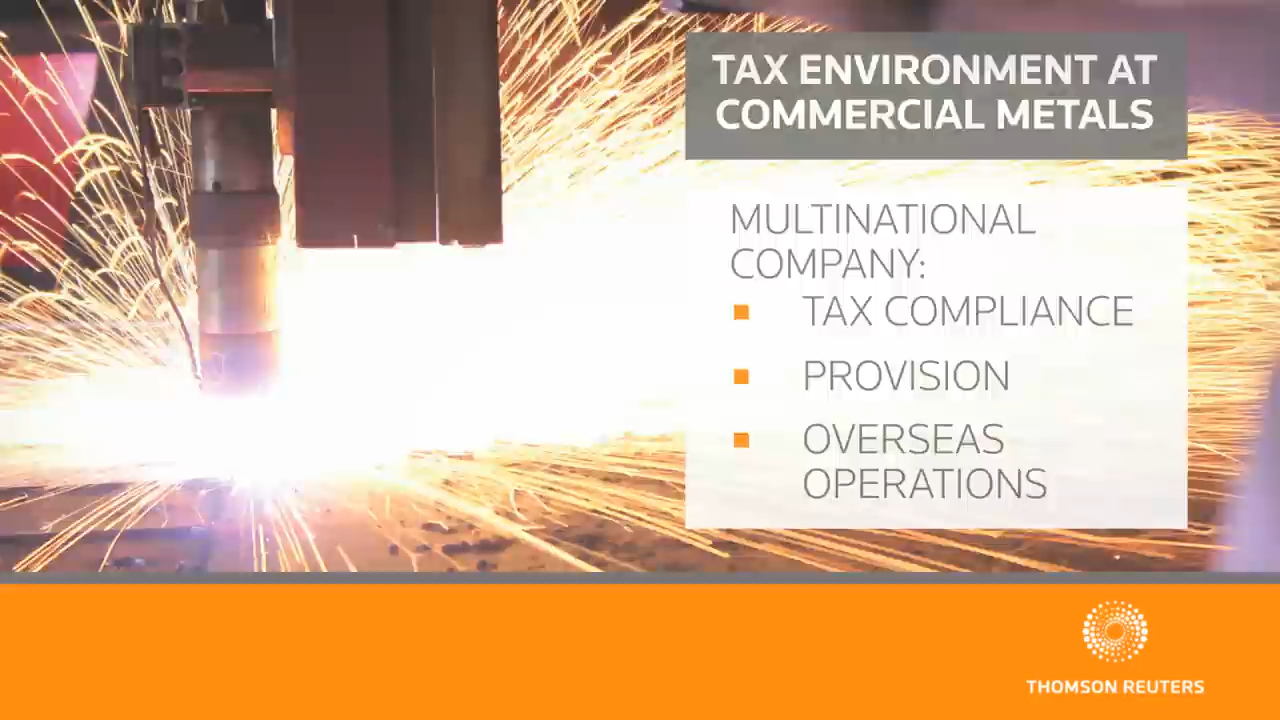 TAX ENVIRONMENT AT
COMMERCIAL METALS
MULTINATIONAL
COMPANY:
TAX COMPLIANCE
PROVISION
OVERSEAS
OPERATIONS
THOMSON REUTERS